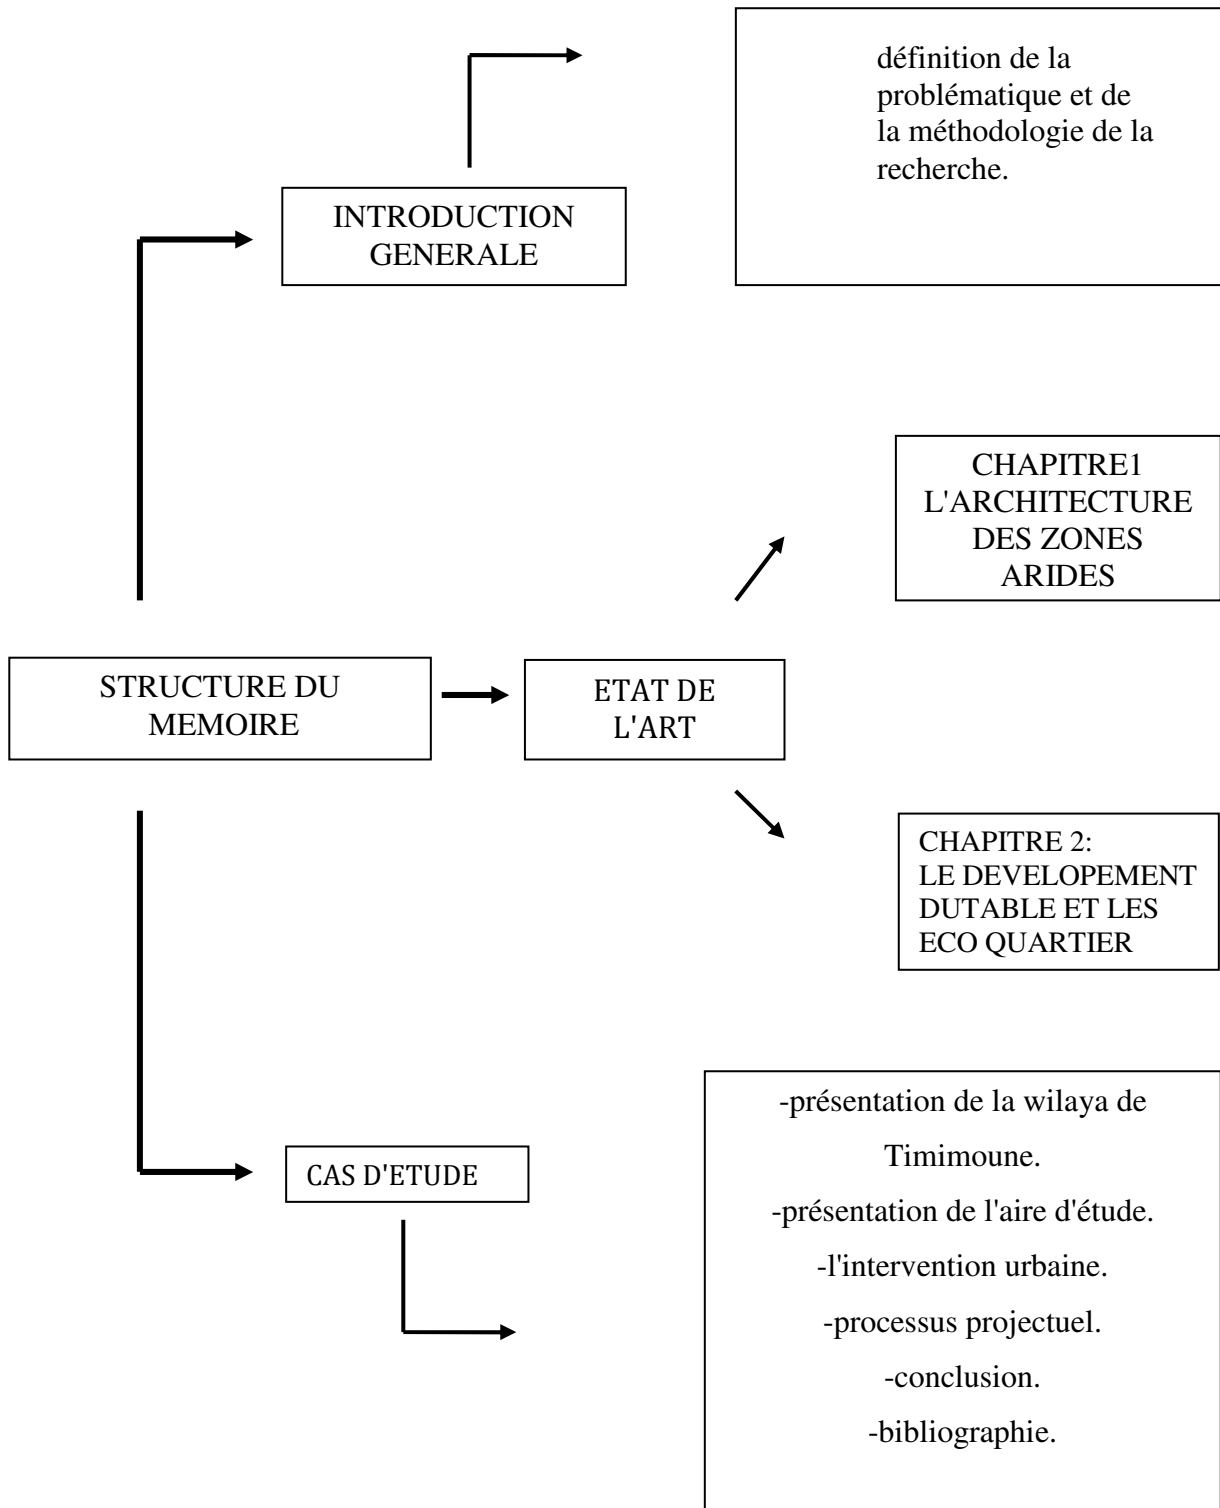 définition de la
problématique et de
la méthodologie de la
recherche.
INTRODUCTION
GENERALE
CHAPITRE1
L'ARCHITECTURE
DES ZONES
ARIDES
STRUCTURE DU
MEMOIRE
ETAT DE
L'ART
CHAPITRE 2:
LE DEVELOPEMENT
DUTABLE ET LES
ECO QUARTIER
CAS D'ETUDE
-présentation de la wilaya de
Timimoune.
-présentation de l'aire d'étude.
-l'intervention urbaine.
-processus projectuel.
-conclusion.
-bibliographie.